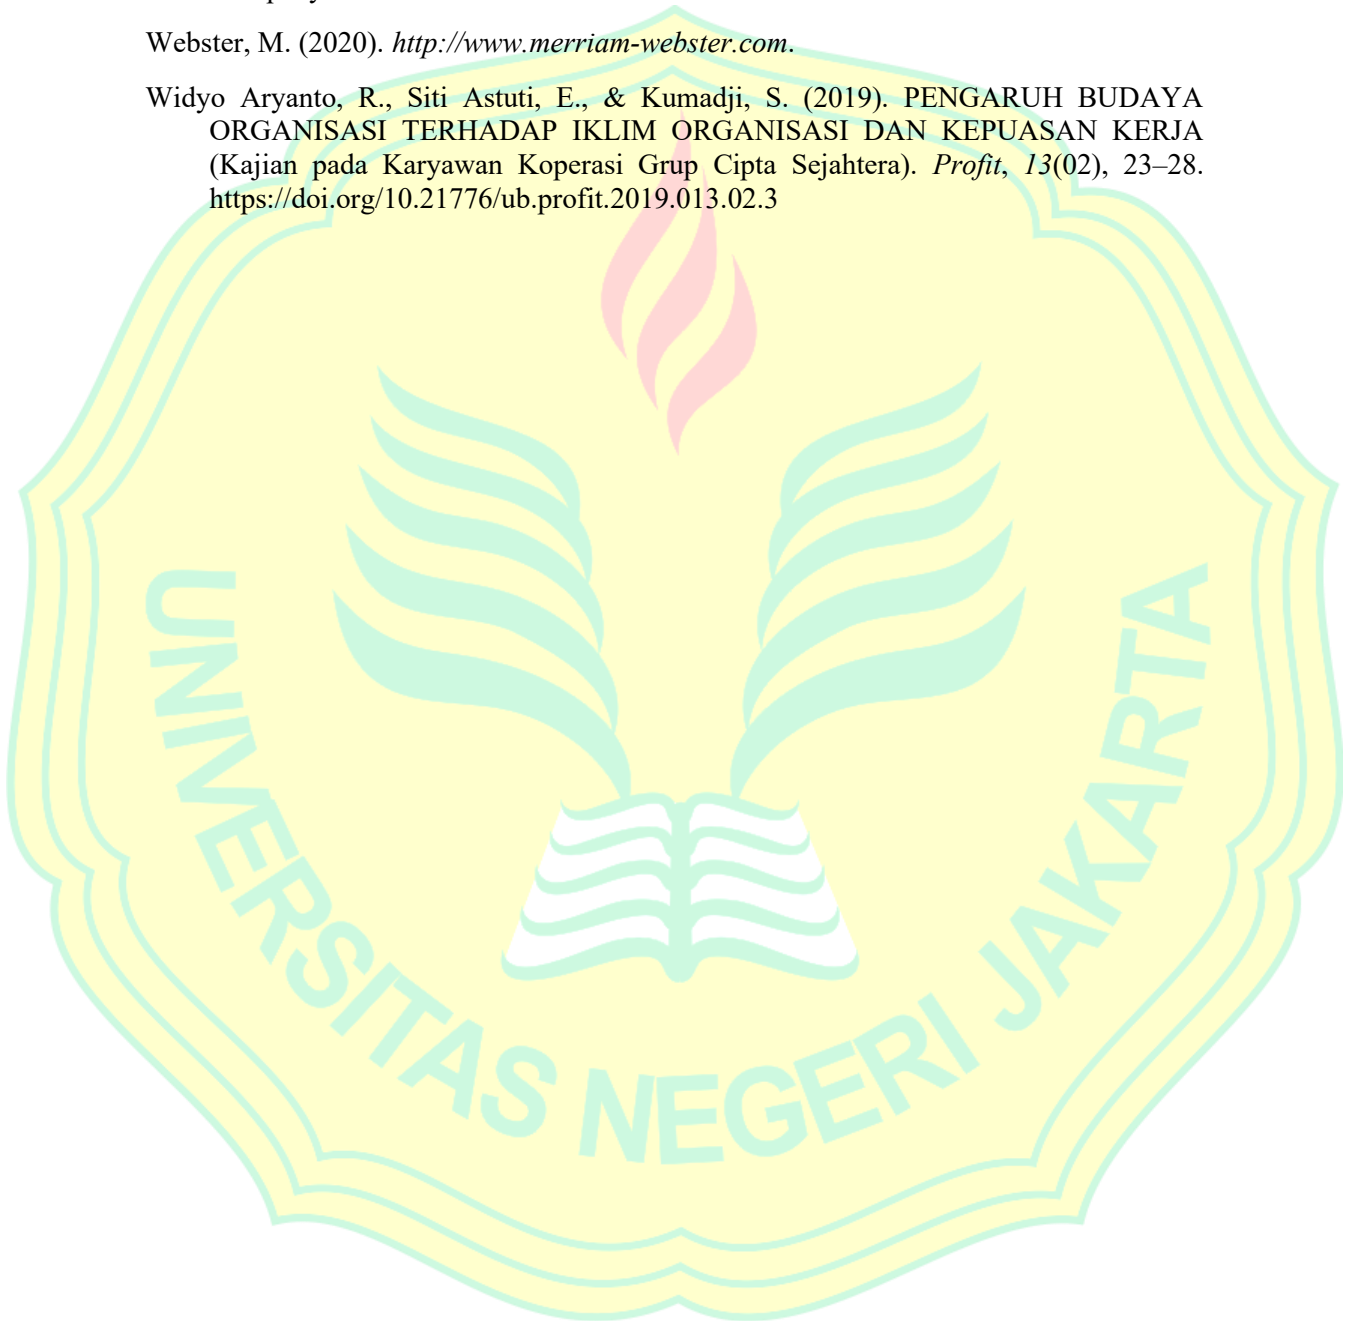 Webster, M. (2020). http://www.merriam-webster.com.
Widyo Aryanto, R., Siti Astuti, E., & Kumadji, S. (2019). PENGARUH BUDAYA
ORGANISASI TERHADAP IKLIM ORGANISASI DAN KEPUASAN KERJA
(Kajian pada Karyawan Koperasi Grup Cipta Sejahtera). Profit, 13(02), 23–28.
https://doi.org/10.21776/ub.profit.2019.013.02.3
UNIVERSITAS NEGERI JAKARTA